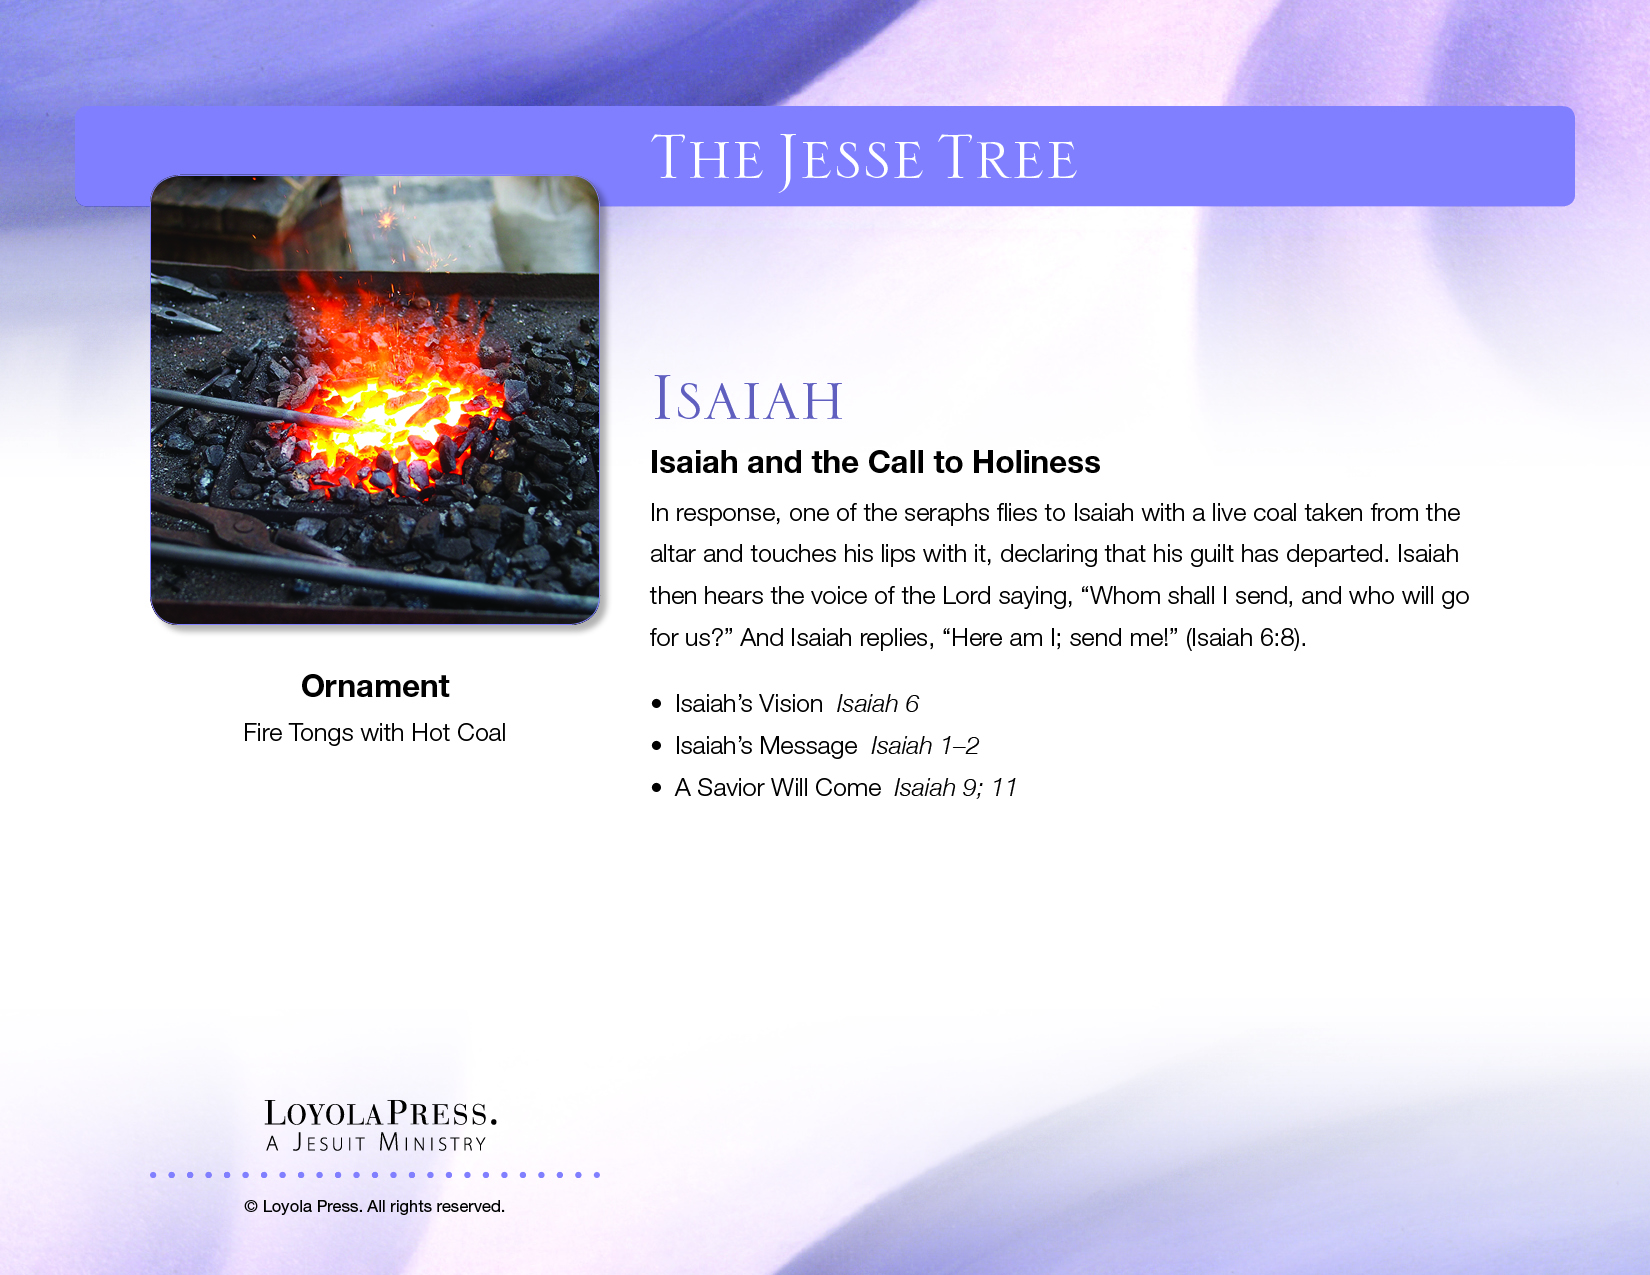 The Jesse Tree
Isaiah
Isaiah and the Call to Holiness
In response, one of the seraphs flies to Isaiah with a live coal taken from the
altar and touches his lips with it, declaring that his guilt has departed. Isaiah
then hears the voice of the Lord saying, “Whom shall I send, and who will go
for us?” And Isaiah replies, “Here am I; send me!” (Isaiah 6:8).
• Isaiah’s Vision Isaiah 6
• Isaiah’s Message Isaiah 1–2
• A Savior Will Come Isaiah 9; 11
Ornament
Fire Tongs with Hot Coal
LoyolaPress.
A Jesuit Ministry
© Loyola Press. All rights reserved.